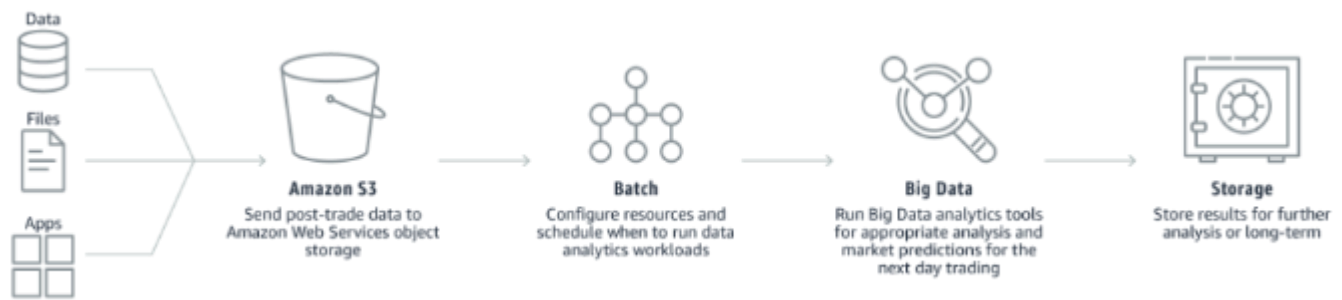 Data
Files
Apps
Amazon S3
Send post-trade data to
Amazon Web Services object
storage
Batch
Configure resources and
schedule when to run data
analytics workloads
Big Data
Run Big Data analytics tools
for appropriate analysis and
market predictions for the
next day trading
Storage
Store results for further
analysis or long-term